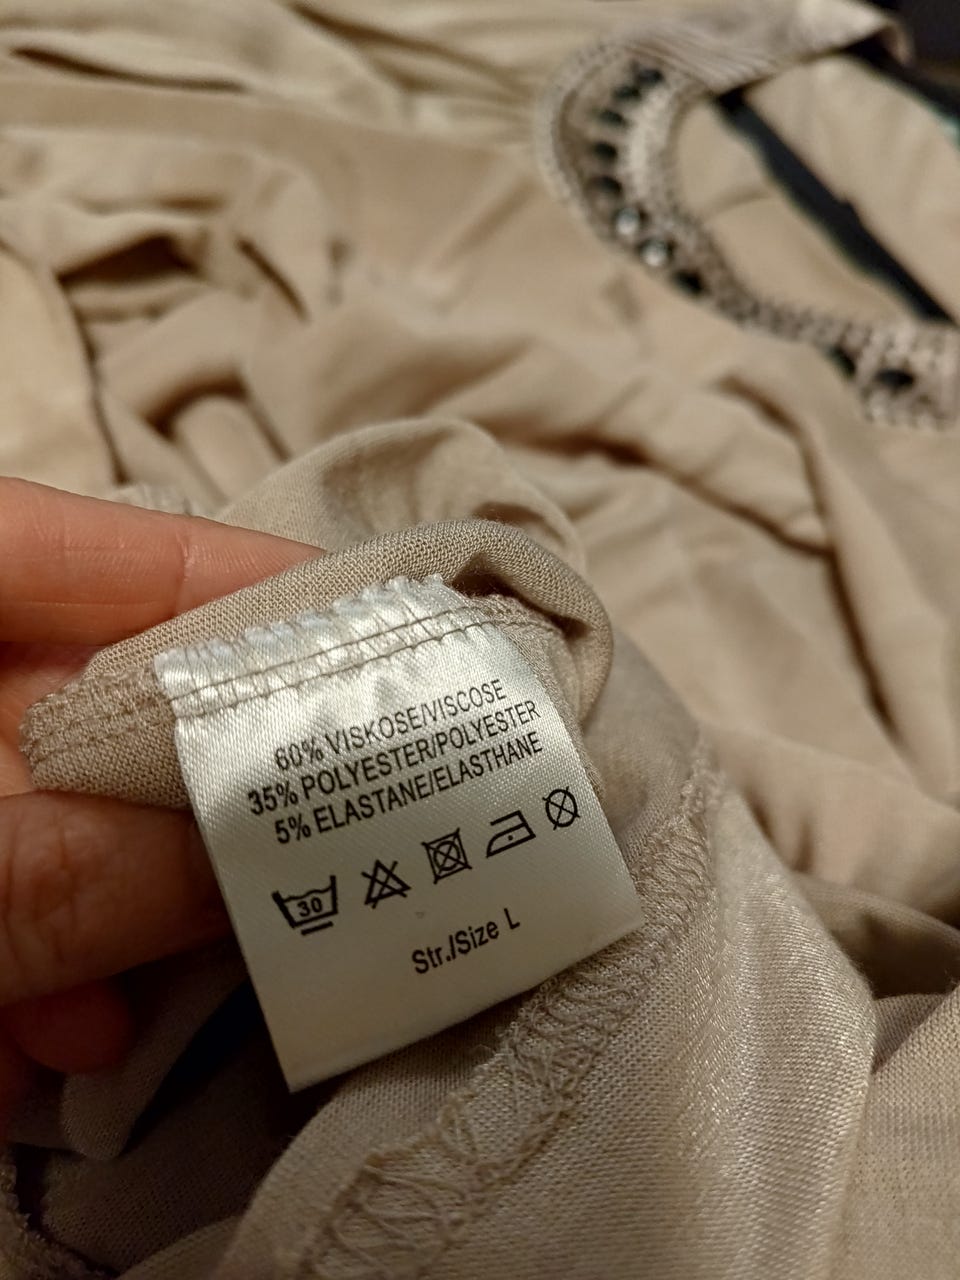 60% VISKOSE/VISCOSE
35% POLYESTER/POLYESTER
5% ELASTANE/ELASTHANE
30
Str./Size L